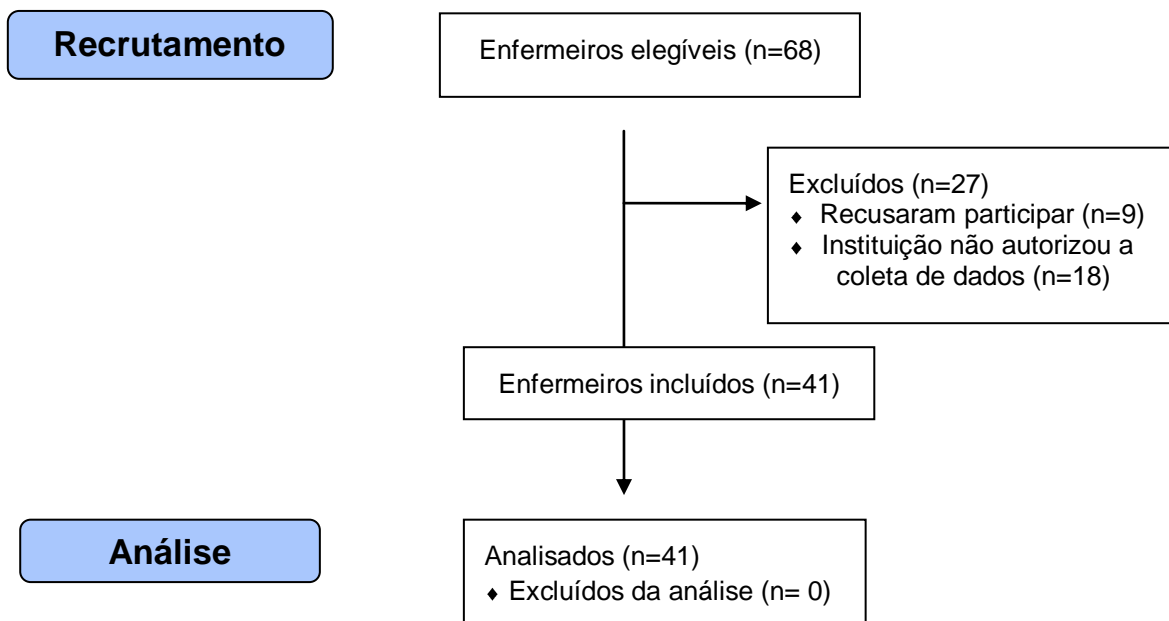 Recrutamento
Enfermeiros elegíveis (n=68)
Excluídos (n=27)
♦ Recusaram participar (n=9)
♦ Instituição não autorizou a
coleta de dados (n=18)
Enfermeiros incluídos (n=41)
Análise
Analisados (n=41)
♦ Excluídos da análise (n= 0)